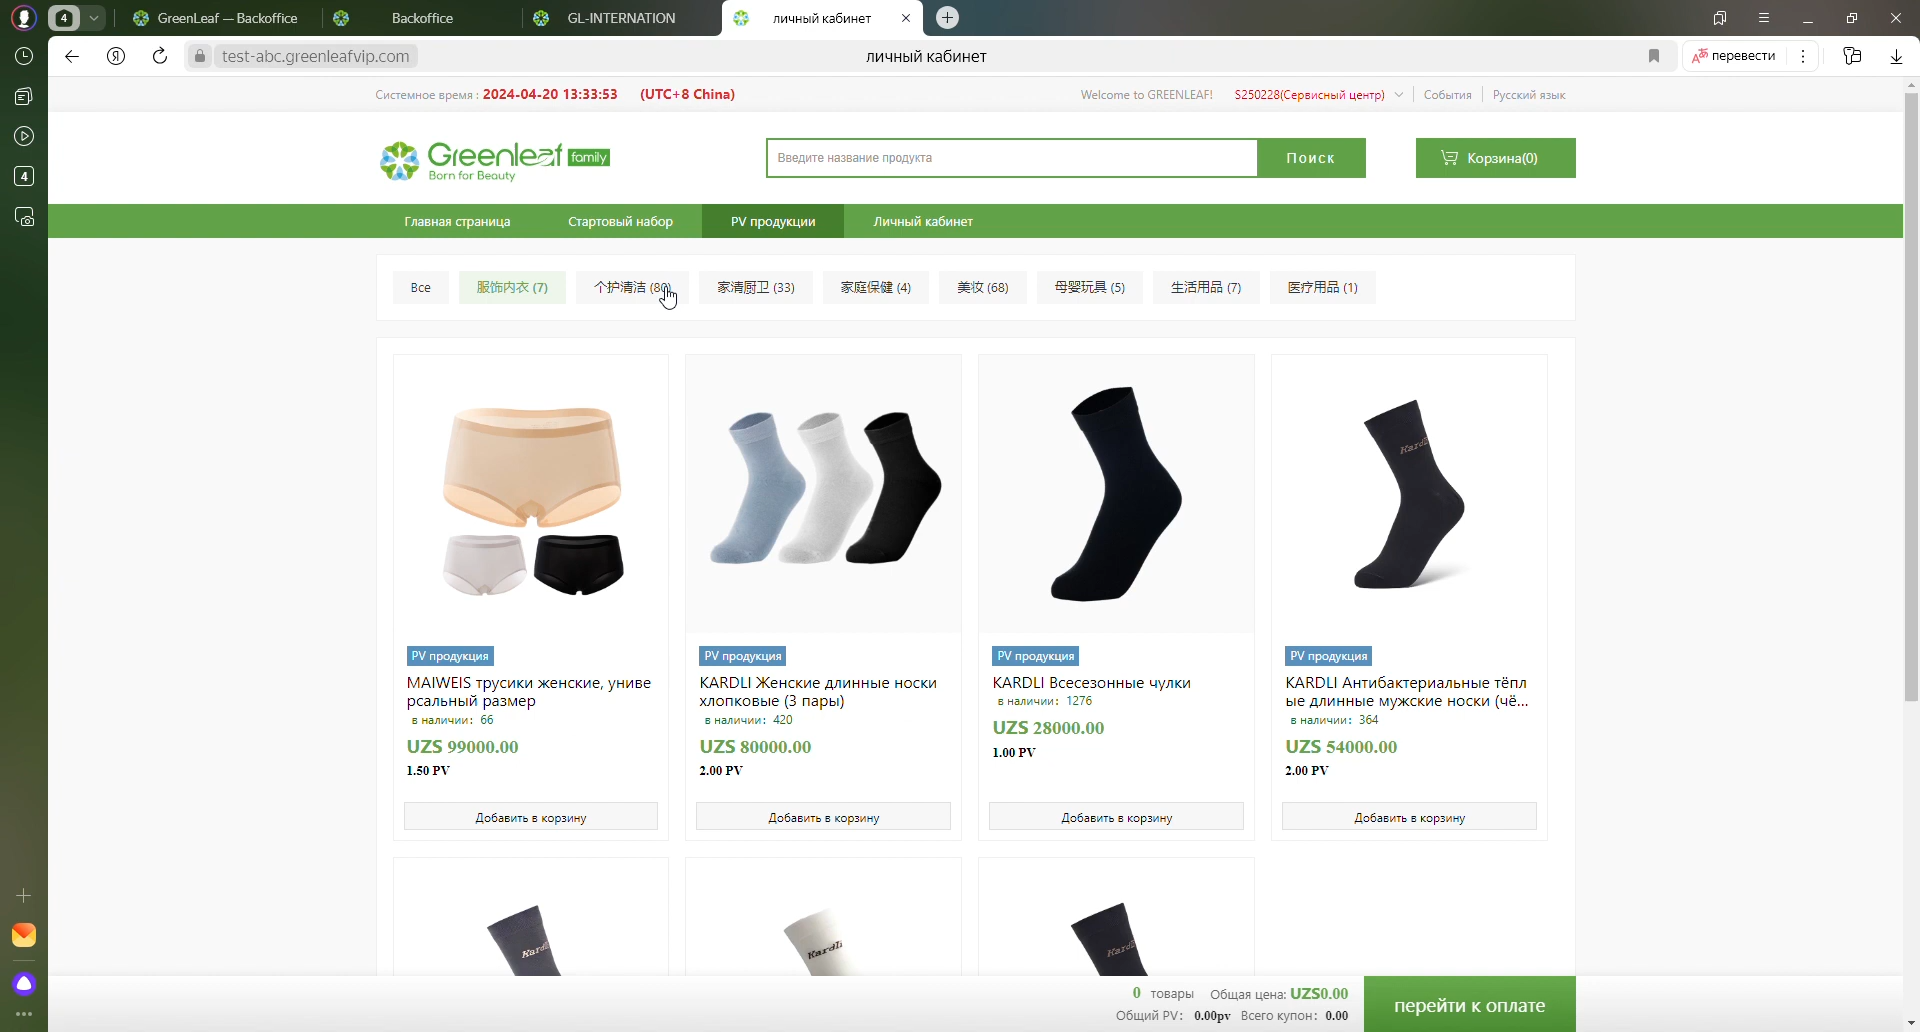 4
GreenLeaf — Backoffice
Backoffice
GL-INTERNATION
личный кабинет
test-abc.greenleafvip.com
личный кабинет
перевести
Системное время : 2024-04-20 13:33:53 (UTC+8 China)
Welcome to GREENLEAF!
S250228(Сервисный центр)
События
Русский язык
4
Greenleaf family
Born for Beauty
Введите название продукта
Поиск
Корзина(0)
Главная страница
Стартовый набор
PV продукции
Личный кабинет
Все
服饰内衣 (7)
个护清洁
家清厨卫 (33)
家庭保健 (4)
美妆 (68)
母婴玩具 (5)
生活用品 (7)
医疗用品 (1)
PV продукция
MAIWEIS трусики женские, униве
рсальный размер
в наличии: 66
UZS 99000.00
1.50 PV
Добавить в корзину
PV продукция
KARDLI Женские длинные носки
хлопковые (3 пары)
в наличии: 420
UZS 80000.00
2.00 PV
Добавить в корзину
PV продукция
KARDLI Всесезонные чулки
в наличии: 1276
UZS 28000.00
1.00 PV
Добавить в корзину
PV продукция
KARDLI Антибактериальные тёпл
ые длинные мужские носки (чё...
в наличии: 364
UZS 54000.00
2.00 PV
Добавить в корзину
Kardli
0 товары Общая цена: UZS0.00
Общий PV: 0.00pv Всего купон: 0.00
перейти к оплате